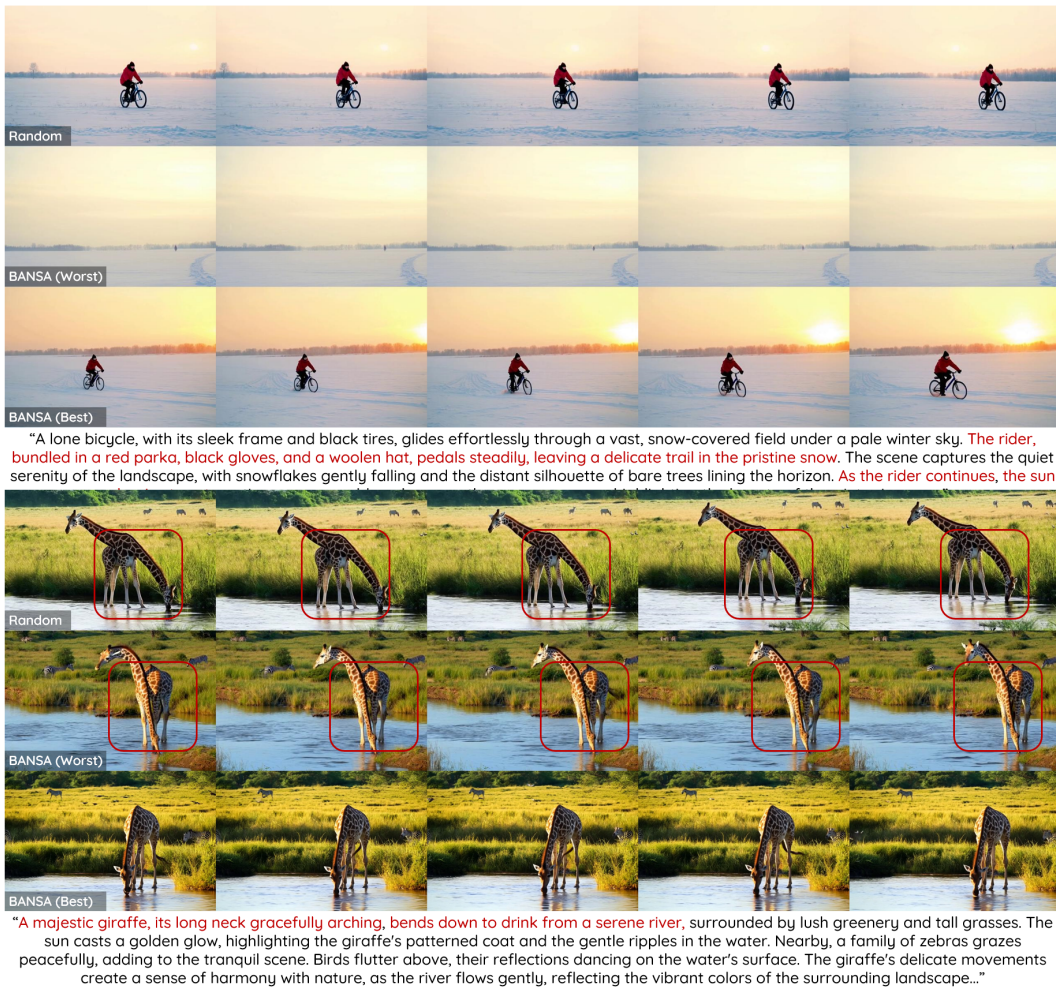 Random
BANSA (Worst)
BANSA (Best)
“A lone bicycle, with its sleek frame and black tires, glides effortlessly through a vast, snow-covered field under a pale winter sky. The rider,
bundled in a red parka, black gloves, and a woolen hat, pedals steadily, leaving a delicate trail in the pristine snow. The scene captures the quiet
serenity of the landscape, with snowflakes gently falling and the distant silhouette of bare trees lining the horizon. As the rider continues, the sun
Random
BANSA (Worst)
BANSA (Best)
“A majestic giraffe, its long neck gracefully arching, bends down to drink from a serene river, surrounded by lush greenery and tall grasses. The
sun casts a golden glow, highlighting the giraffe's patterned coat and the gentle ripples in the water. Nearby, a family of zebras grazes
peacefully, adding to the tranquil scene. Birds flutter above, their reflections dancing on the water's surface. The giraffe's delicate movements
create a sense of harmony with nature, as the river flows gently, reflecting the vibrant colors of the surrounding landscape...”